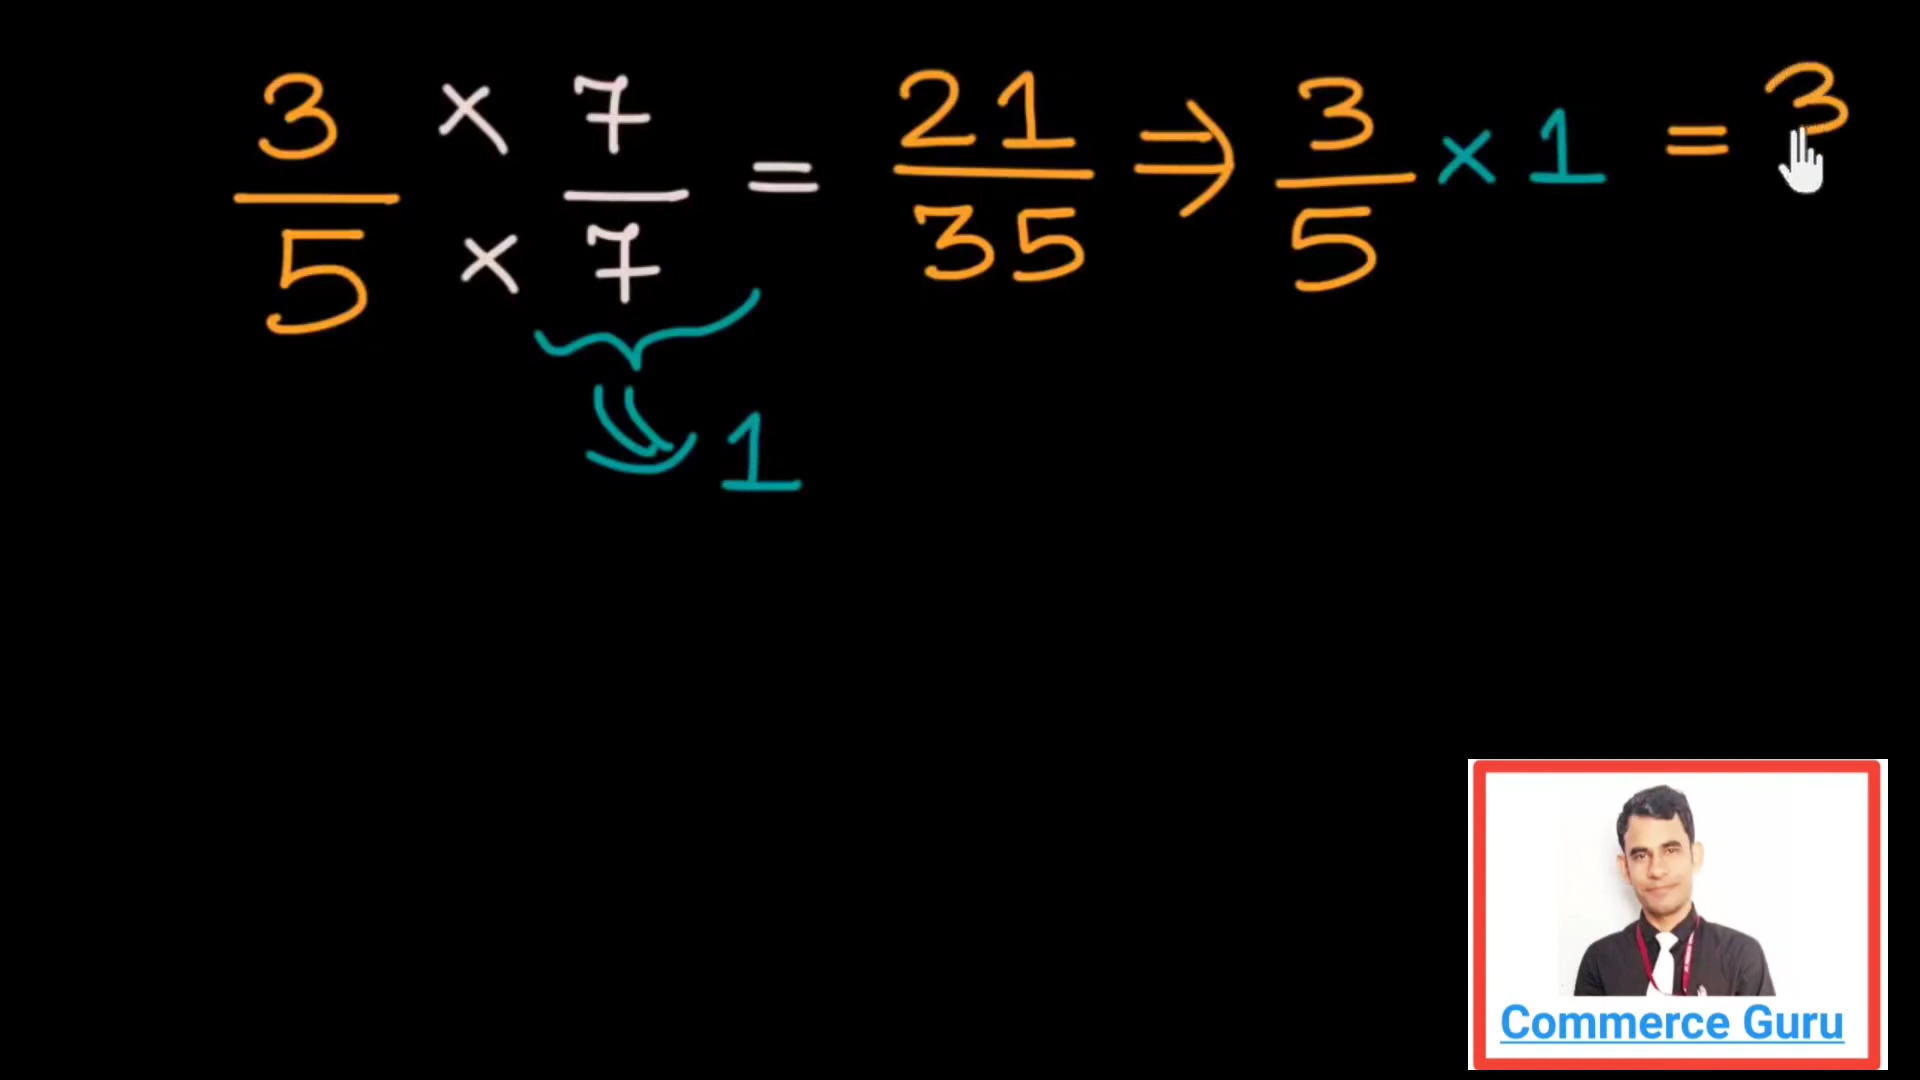 3/5 × 7/× 7 = 21/35 ⇒ 3/5 × 1 = 3
1
Commerce Guru